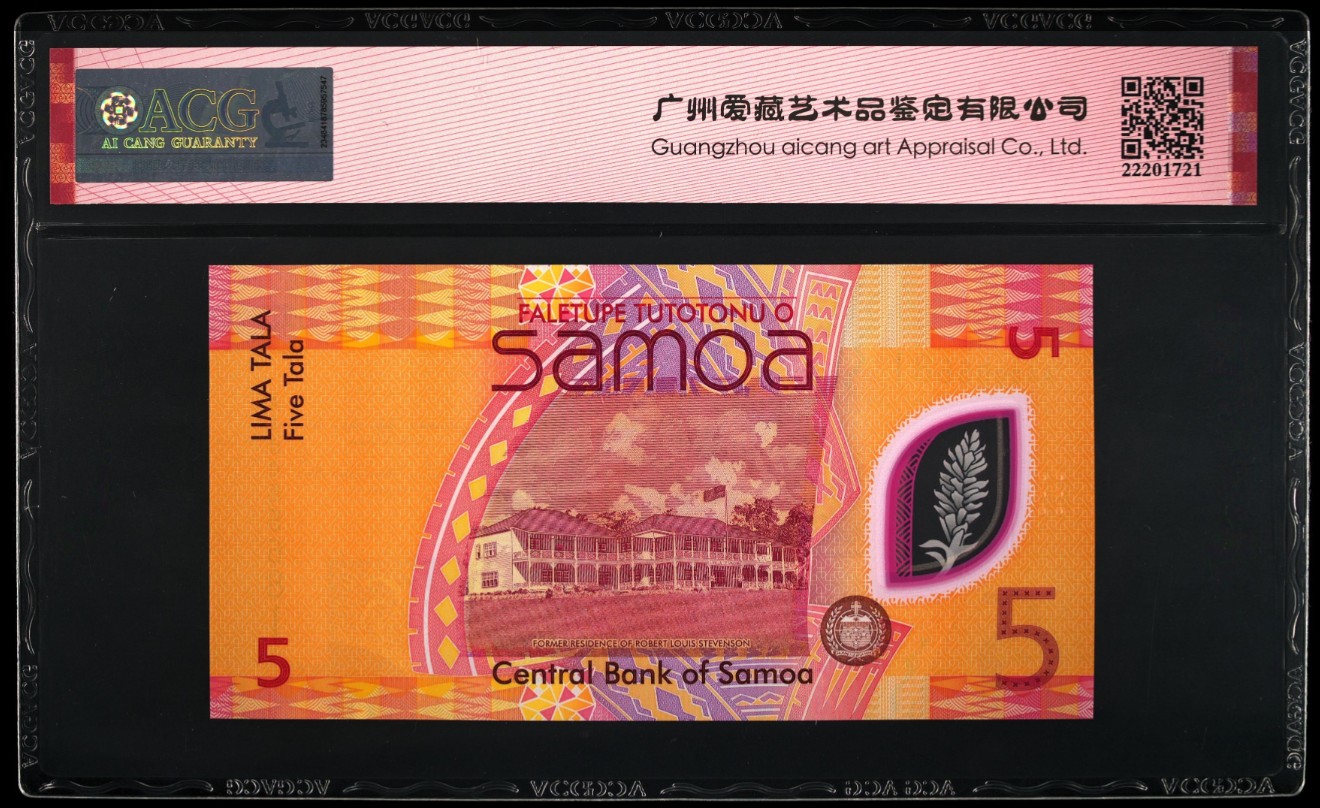 ACG
AI CANG GUARANTY
广州爱藏艺术品鉴定有限公司
Guangzhou aicang art Appraisal Co., Ltd.
22201721
LIMA TALA
Five Tala
FALETUPE TUTOTONU O
samoa
5
FORMER RESIDENCE OF ROBERT LOUIS STEVENSON
Central Bank of Samoa
5
5